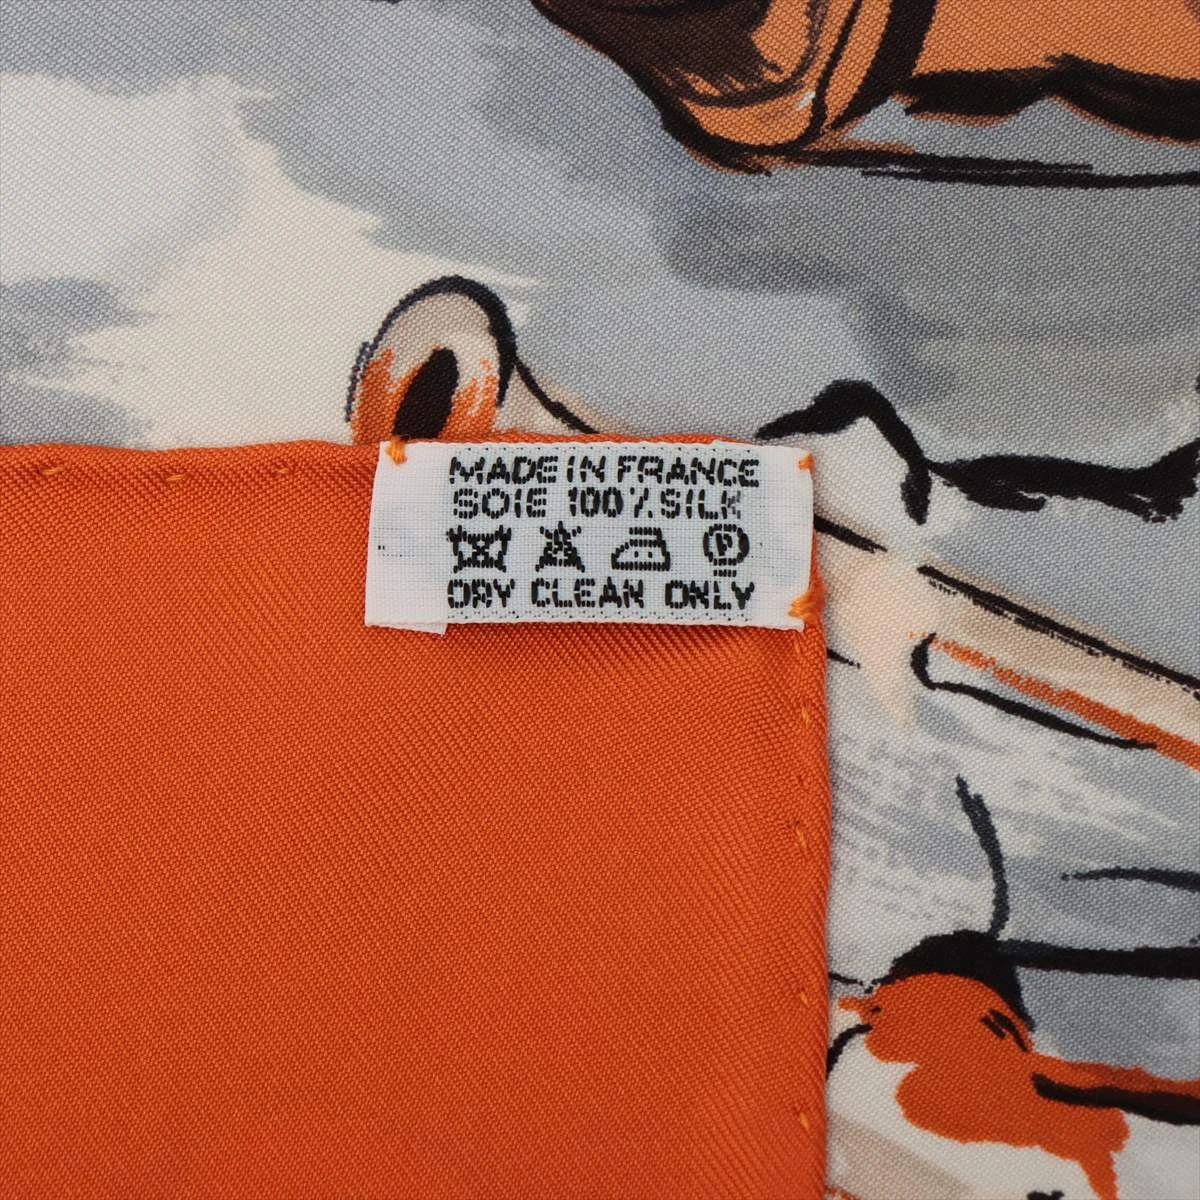 MADE IN FRANCE
SOIE 100% SILK
P
DRY CLEAN ONLY